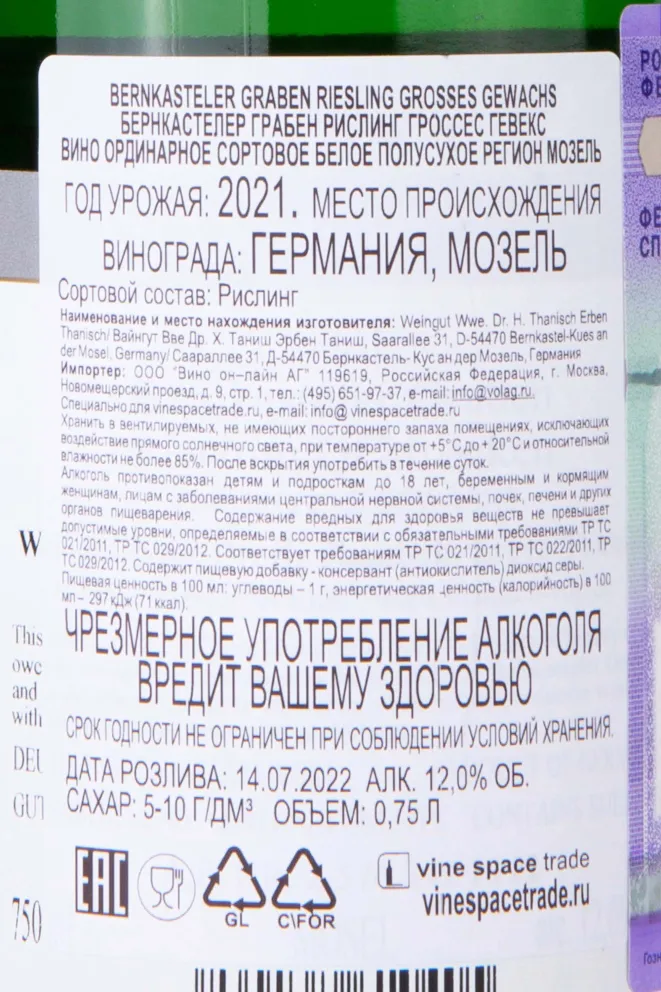 BERNKASTELER GRABEN RIESLING GROSSES GEWACHS
БЕРНКАСТЕЛЕР ГРАБЕН РИСЛИНГ ГРОССЕС ГЕВЕКС
ВИНО ОРДИНАРНОЕ СОРТОВОЕ БЕЛОЕ ПОЛУСУХОЕ РЕГИОН МОЗЕЛЬ
ГОД УРОЖАЯ: 2021. МЕСТО ПРОИСХОЖДЕНИЯ
ВИНОГРАДА: ГЕРМАНИЯ, МОЗЕЛЬ
Сортовой состав: Рислинг
Наименование и место нахождения изготовителя: Weingut Wwe. Dr. H. Thanisch Erben
Thanisch/ Вайнгут Вве Др. Х. Таниш Эрбен Таниш, Saarallee 31, D-54470 Bernkastel-Kues an
der Mosel, Germany/ Саараллее 31, Д-54470 Бернкастель- Кус ан дер Мозель, Германия
Импортер: ООО "Вино он–лайн АГ" 119619, Российская Федерация, г. Москва,
Новомещерский проезд, д. 9, стр. 1, тел.: (495) 651-97-37, e-mail: info@volag.ru.
Специально для vinespacetrade.ru, e-mail: info@ vinespacetrade.ru
Хранить в вентилируемых, не имеющих постороннего запаха помещениях, исключающих
воздействие прямого солнечного света, при температуре от +5°С до + 20°С и относительной
влажности не более 85%. После вскрытия употребить в течение суток.
Алкоголь противопоказан детям и подросткам до 18 лет, беременным и кормящим
женщинам, лицам с заболеваниями центральной нервной системы, почек, печени и других
органов пищеварения. Содержание вредных для здоровья веществ не превышает
допустимые уровни, определяемые в соответствии с обязательными требованиями ТР ТС
021/2011, ТР ТС 029/2012. Соответствует требованиям ТР ТС 021/2011, ТР ТС 022/2011, ТР
ТС 029/2012. Содержит пищевую добавку - консервант (антиокислитель) диоксид серы.
Пищевая ценность в 100 мл: углеводы – 1 г, энергетическая ценность (калорийность) в 100
мл – 297 кДж (71 ккал).
ЧРЕЗМЕРНОЕ УПОТРЕБЛЕНИЕ АЛКОГОЛЯ
ВРЕДИТ ВАШЕМУ ЗДОРОВЬЮ
СРОК ГОДНОСТИ НЕ ОГРАНИЧЕН ПРИ СОБЛЮДЕНИИ УСЛОВИЙ ХРАНЕНИЯ.
ДАТА РОЗЛИВА: 14.07.2022 АЛК. 12,0% ОБ.
САХАР: 5-10 Г/ДМ³ ОБЪЕМ: 0,75 Л
EAC
GL
C\FOR
vine space trade
vinespacetrade.ru
W
This
owe
and
with
DEU
GUT
750
РО
ФЕ
ФЕ
СП